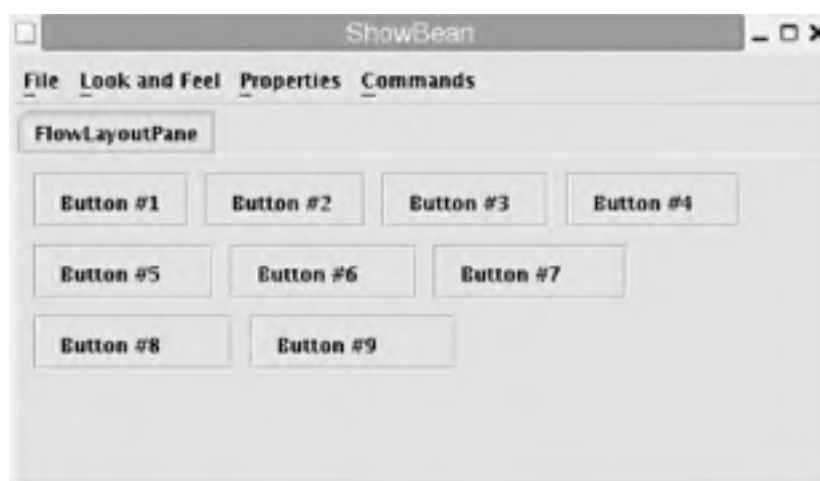 ShowBean
File Look and Feel Properties Commands
FlowLayoutPane
Button #1 Button #2 Button #3 Button #4
Button #5 Button #6 Button #7
Button #8 Button #9